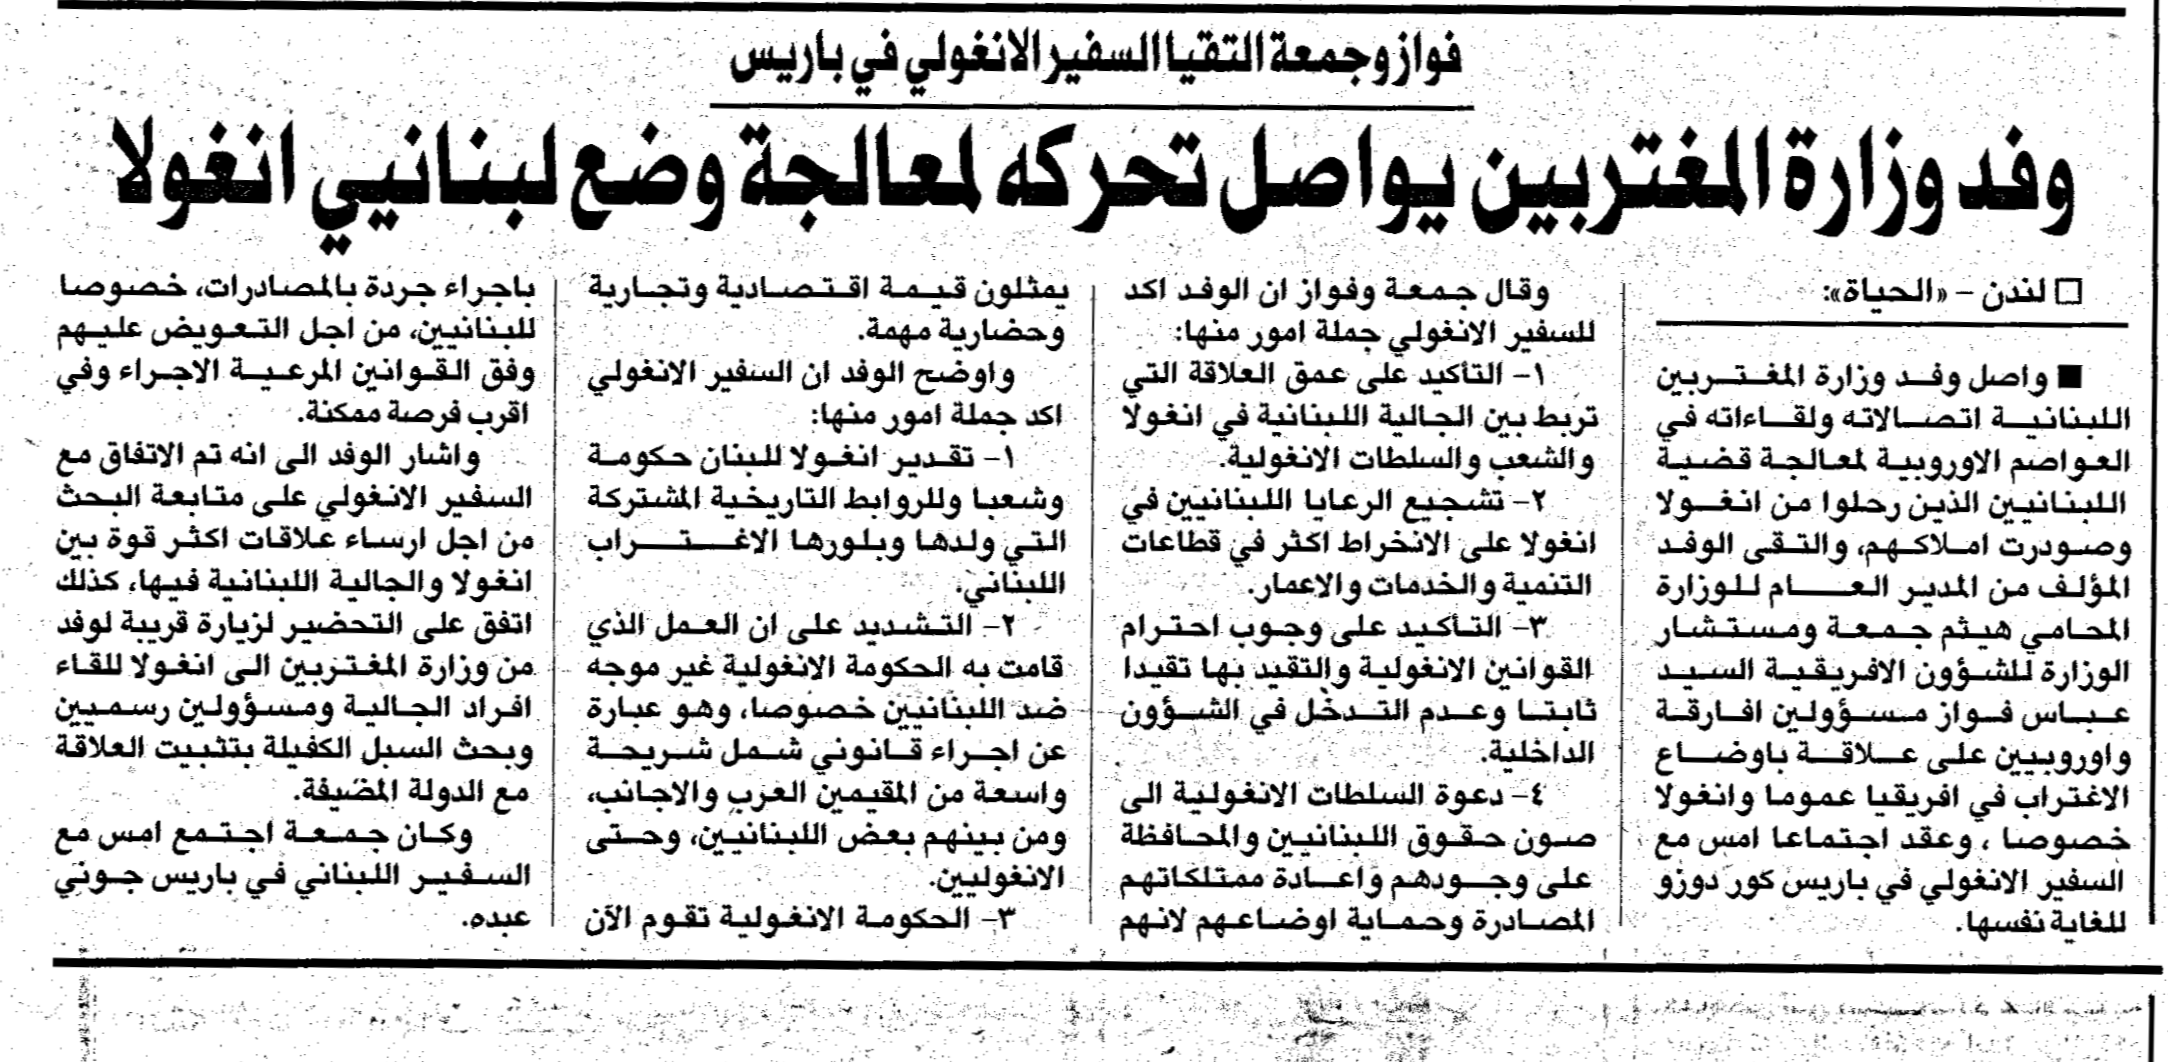 فواز وجمعة التقيا السفير الانغولي في باريس
وفد وزارة المغتربين يواصل تحركه لمعالجة وضع لبنانيي انغولا
□ لندن – «الحياة»:
■ واصل وفد وزارة المغتربين
اللبنانية اتصالاته ولقاءاته في
العواصم الاوروبية لمعالجة قضية
اللبنانيين الذين رحلوا من انغولا
وصودرت املاكهم، والتقى الوفد
المؤلف من المدير العام للوزارة
المحامي هيثم جمعة ومستشار
الوزارة للشؤون الافريقية السيد
عباس فواز مسؤولين افارقة
واوروبيين على علاقة باوضاع
الاغتراب في افريقيا عموما وانغولا
خصوصا ، وعقد اجتماعا امس مع
السفير الانغولي في باريس كور دوزو
للغاية نفسها.
وقال جمعة وفواز ان الوفد اكد
للسفير الانغولي جملة امور منها:
١- التأكيد على عمق العلاقة التي
تربط بين الجالية اللبنانية في انغولا
والشعب والسلطات الانغولية.
٢- تشجيع الرعايا اللبنانيين في
انغولا على الانخراط اكثر في قطاعات
التنمية والخدمات والاعمار.
٣- التأكيد على وجوب احترام
القوانين الانغولية والتقيد بها تقيدا
ثابتا وعدم التدخل في الشؤون
الداخلية.
٤- دعوة السلطات الانغولية الى
صون حقوق اللبنانيين والمحافظة
على وجودهم واعادة ممتلكاتهم
المصادرة وحماية اوضاعهم لانهم
يمثلون قيمة اقتصادية وتجارية
وحضارية مهمة.
واوضح الوفد ان السفير الانغولي
اكد جملة امور منها:
١- تقدير انغولا للبنان حكومة
وشعبا وللروابط التاريخية المشتركة
التي ولدها وبلورها الاغتراب
اللبناني.
٢- التشديد على ان العمل الذي
قامت به الحكومة الانغولية غير موجه
ضد اللبنانيين خصوصا، وهو عبارة
عن اجراء قانوني شمل شريحة
واسعة من المقيمين العرب والاجانب،
ومن بينهم بعض اللبنانيين، وحتى
الانغوليين.
٣- الحكومة الانغولية تقوم الآن
باجراء جردة بالمصادرات، خصوصا
للبنانيين، من اجل التعويض عليهم
وفق القوانين المرعية الاجراء وفي
اقرب فرصة ممكنة.
واشار الوفد الى انه تم الاتفاق مع
السفير الانغولي على متابعة البحث
من اجل ارساء علاقات اكثر قوة بين
انغولا والجالية اللبنانية فيها، كذلك
اتفق على التحضير لزيارة قريبة لوفد
من وزارة المغتربين الى انغولا للقاء
افراد الجالية ومسؤولين رسميين
وبحث السبل الكفيلة بتثبيت العلاقة
مع الدولة المضيفة.
وكان جمعة اجتمع امس مع
السفير اللبناني في باريس جوني
عبده.